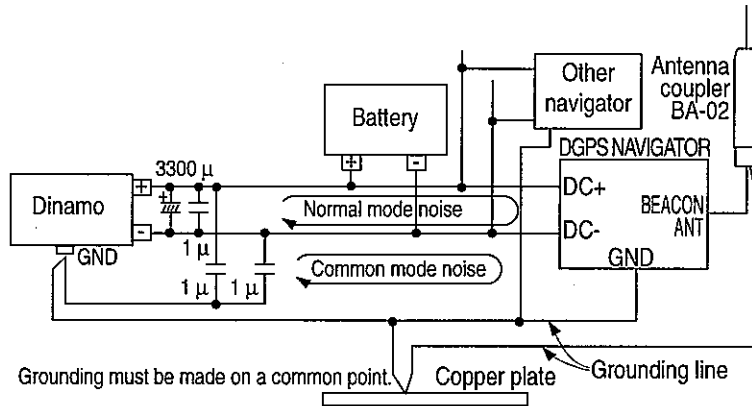 Other
navigator
Antenna
coupler
BA-02
Battery
+
-
DGPS NAVIGATOR
3300 µ
Dinamo
+
-
+
GND
1 µ
1 µ
1 µ
Normal mode noise
Common mode noise
DC+
DC-
BEACON
ANT
GND
Grounding line
Grounding must be made on a common point.
Copper plate